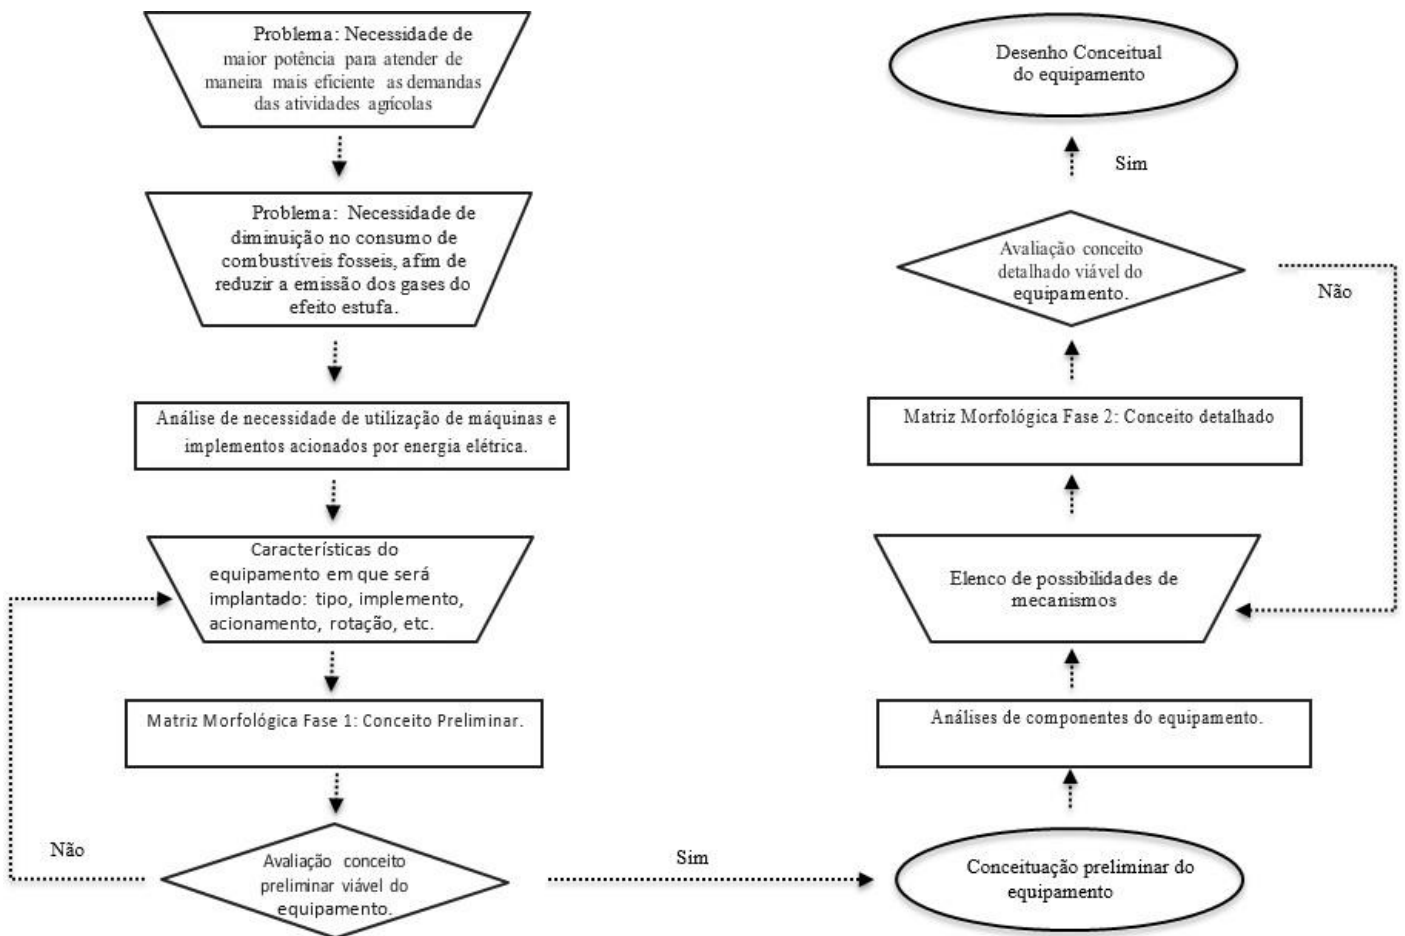 Problema: Necessidade de
maior potência para atender de
maneira mais eficiente as demandas
das atividades agrícolas
Problema: Necessidade de
diminuição no consumo de
combustíveis fosseis, afim de
reduzir a emissão dos gases do
efeito estufa.
Análise de necessidade de utilização de máquinas e
implementos acionados por energia elétrica.
Características do
equipamento em que será
implantado: tipo, implemento,
acionamento, rotação, etc.
Matriz Morfológica Fase 1: Conceito Preliminar.
Não
Avaliação conceito
preliminar viável do
equipamento.
Sim
Conceituação preliminar do
equipamento
Análises de componentes do equipamento.
Elenco de possibilidades de
mecanismos
Matriz Morfológica Fase 2: Conceito detalhado
Avaliação conceito
detalhado viável do
equipamento.
Não
Sim
Desenho Conceitual
do equipamento